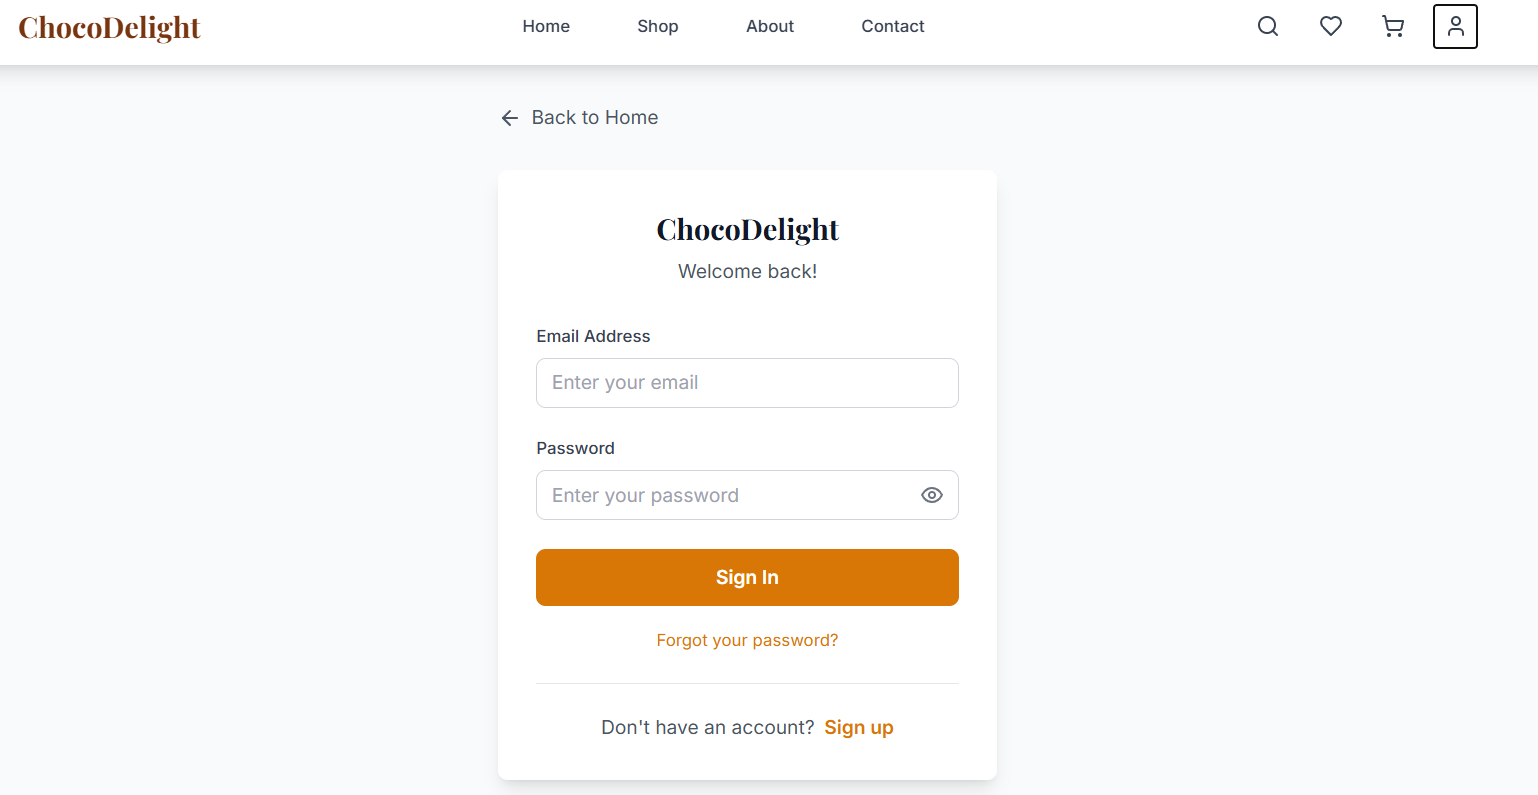 ChocoDelight Home Shop About Contact
Back to Home
ChocoDelight
Welcome back!
Email Address
Enter your email
Password
Enter your password
Sign In
Forgot your password?
Don't have an account? Sign up